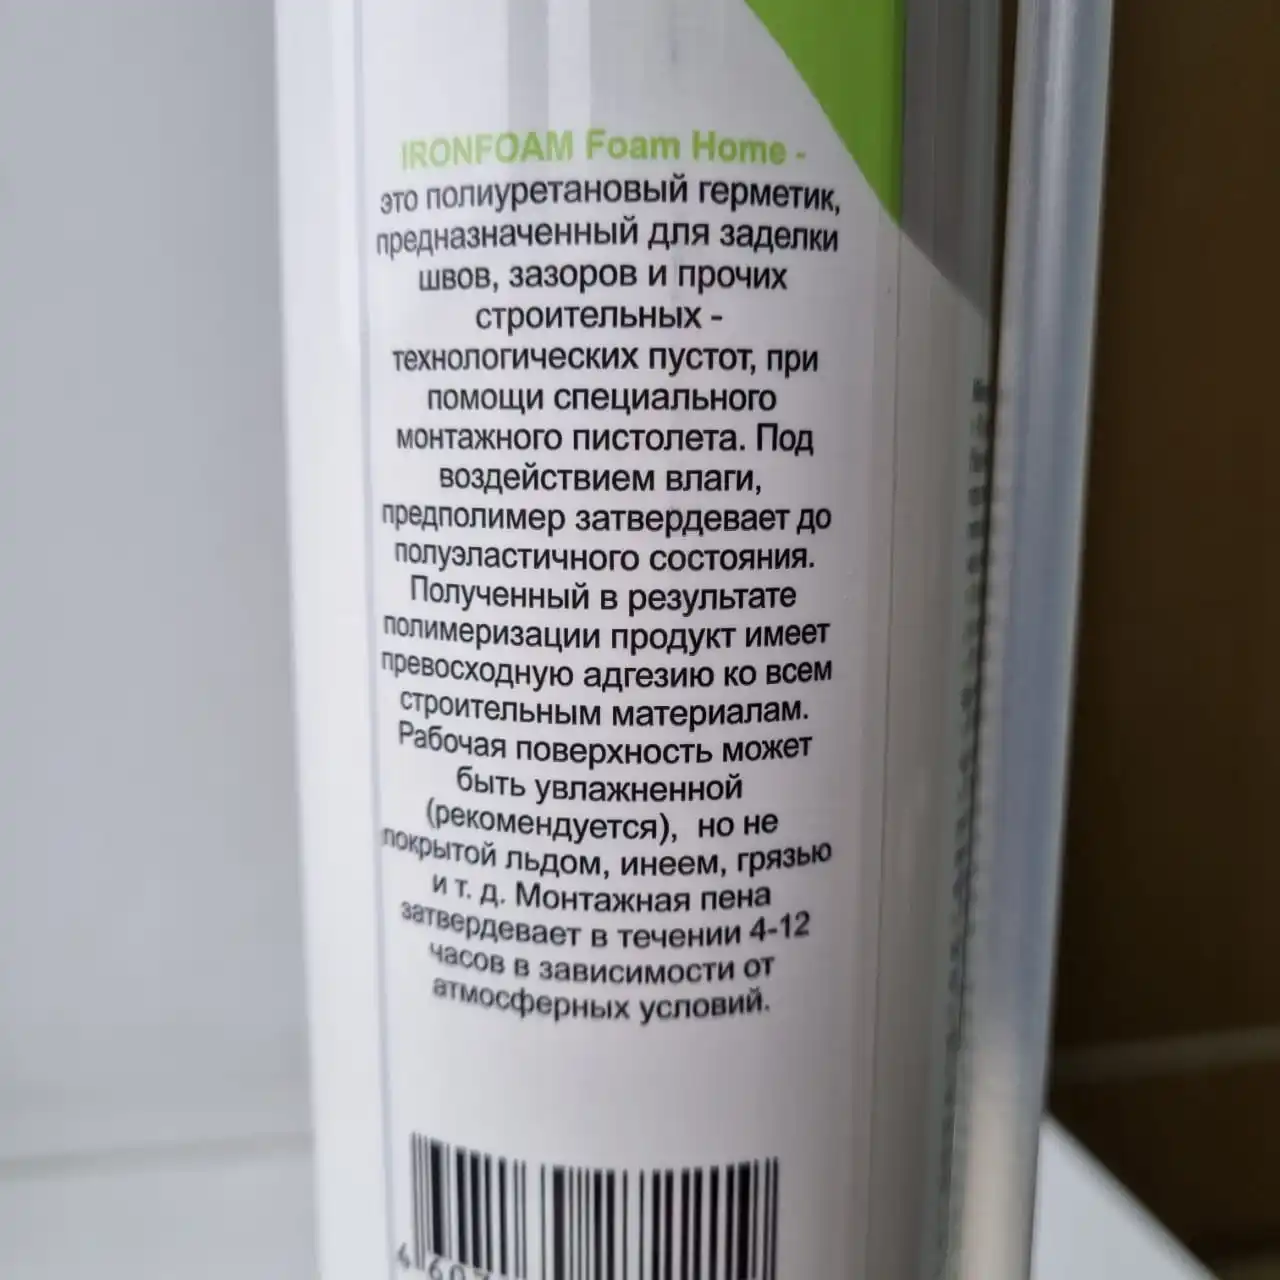 IRONFOAM Foam Home -
это полиуретановый герметик,
предназначенный для заделки
швов, зазоров и прочих
строительных -
технологических пустот, при
помощи специального
монтажного пистолета. Под
воздействием влаги,
предполимер затвердевает до
полуэластичного состояния.
Полученный в результате
полимеризации продукт имеет
превосходную адгезию ко всем
строительным материалам.
Рабочая поверхность может
быть увлажненной
(рекомендуется), но не
покрытой льдом, инеем, грязью
и т. д. Монтажная пена
затвердевает в течении 4-12
часов в зависимости от
атмосферных условий.